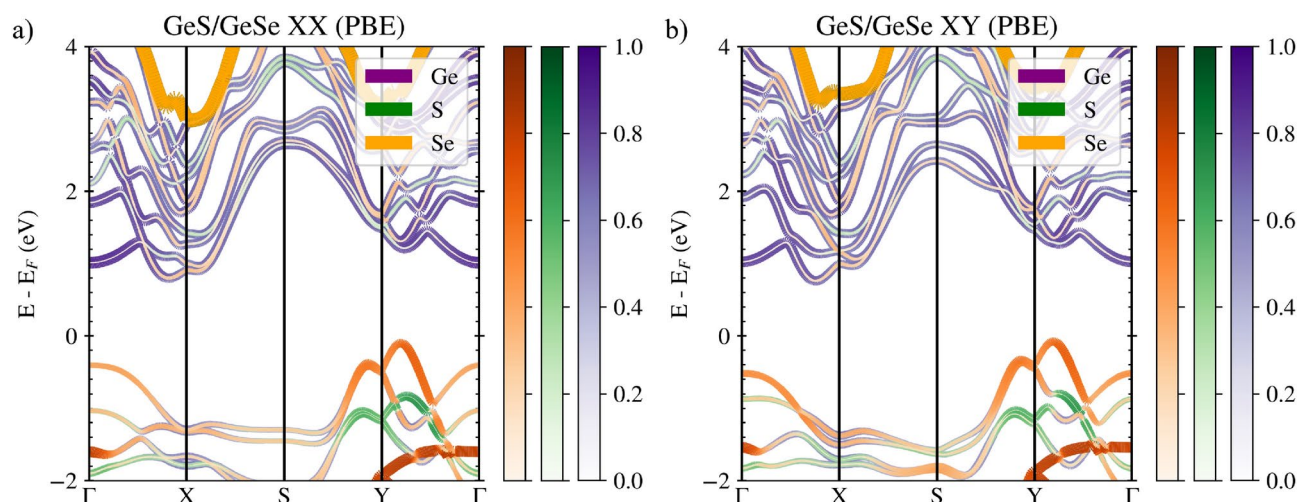 a)
GeS/GeSe XX (PBE)
E - E_F (eV)
4
2
0
−2
Γ
X
S
Y
Γ
Ge
S
Se
1.0
0.8
0.6
0.4
0.2
0.0
b)
GeS/GeSe XY (PBE)
E - E_F (eV)
4
2
0
−2
Γ
X
S
Y
Γ
Ge
S
Se
1.0
0.8
0.6
0.4
0.2
0.0